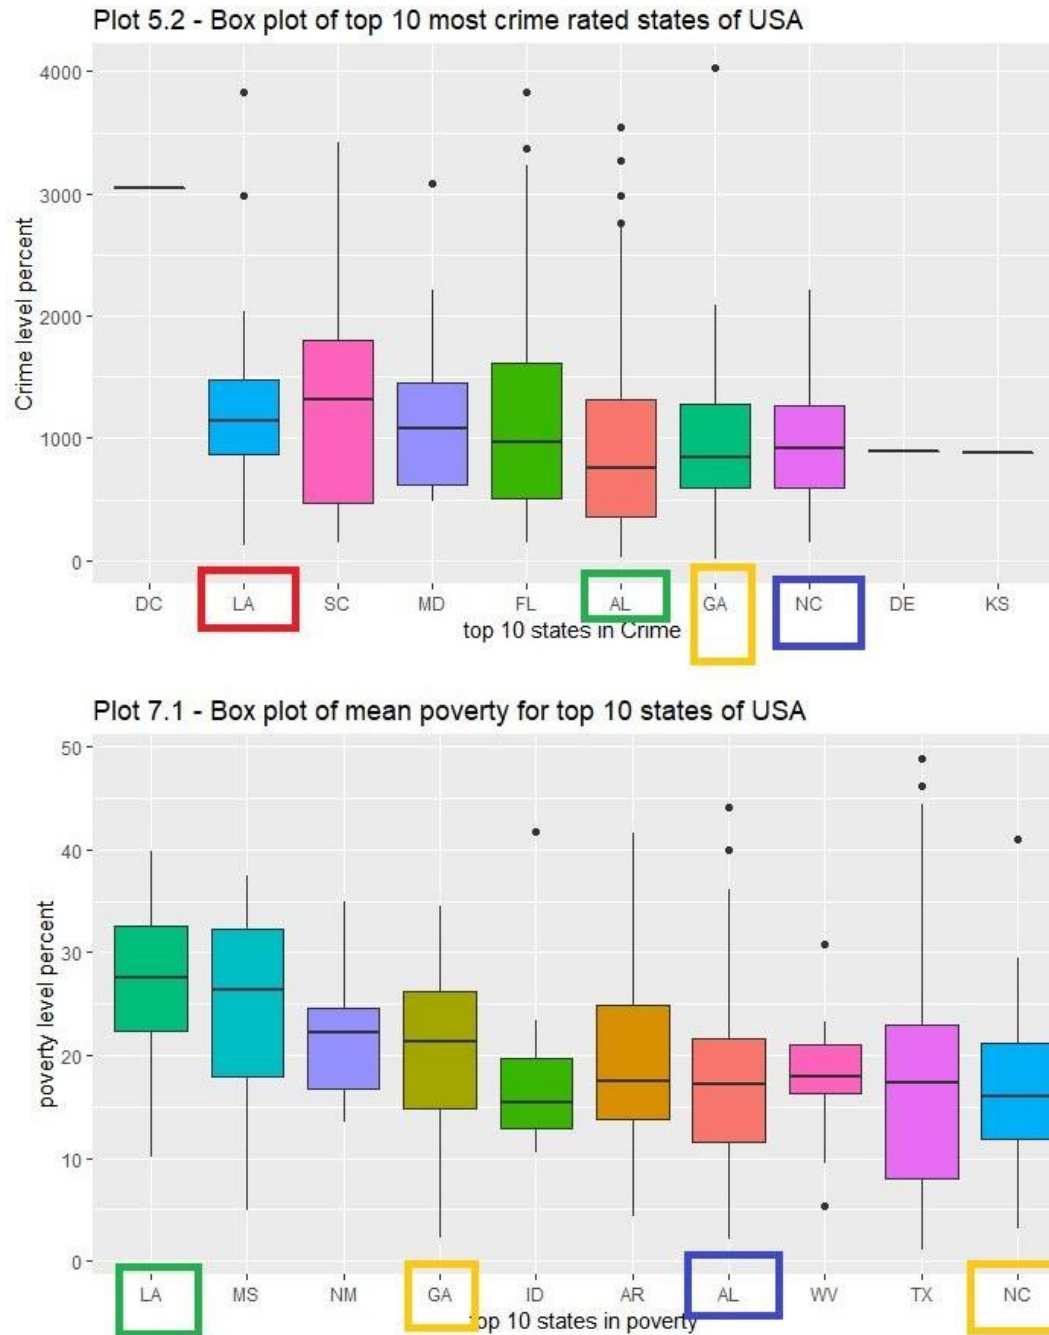 Plot 5.2 - Box plot of top 10 most crime rated states of USA
4000
3000
2000
1000
0
Crime level percent
DC LA SC MD FL AL GA NC DE KS
top 10 states in Crime
Plot 7.1 - Box plot of mean poverty for top 10 states of USA
50
40
30
20
10
0
poverty level percent
LA MS NM GA ID AR AL WV TX NC
top 10 states in poverty